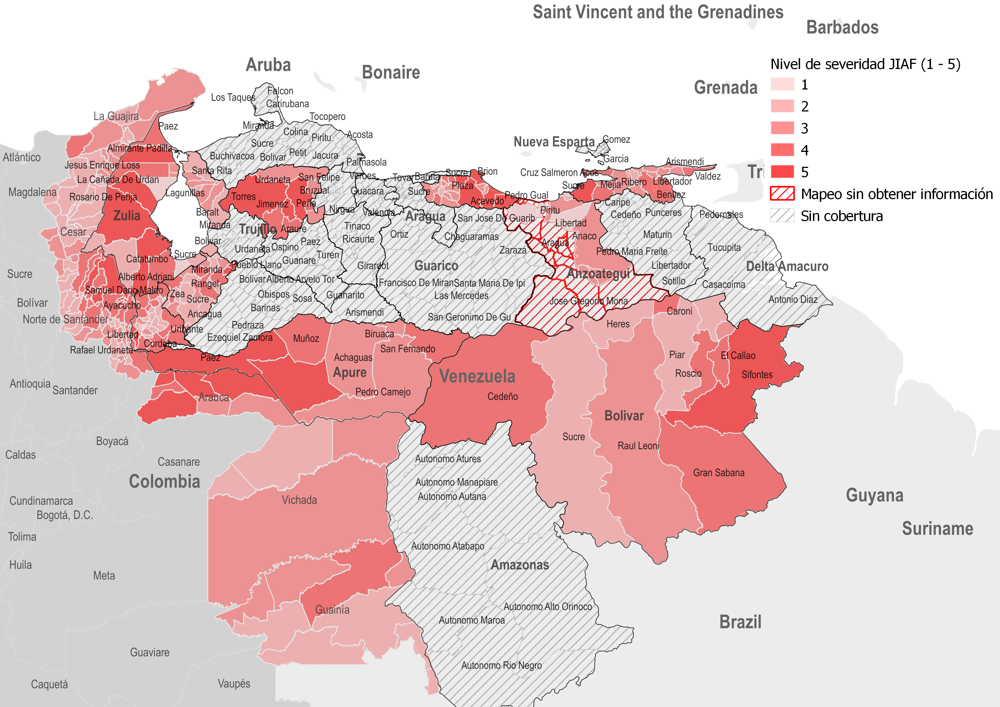 Saint Vincent and the Grenadines
Barbados
Aruba
Bonaire
Grenada
Nivel de severidad JIAF (1 - 5)
1
2
3
4
5
Mapeo sin obtener información
Sin cobertura
Tri
Falcon
Los Taques
Carirubana
La Guajira
Tocopero
Paez
Miranda
Colina
Piritu
Acosta
Sucre
Nueva Esparta
Gomez
Almirante Padilla
Atlántico
Buchivacoa
Bolivar
Petit
Jacura
Garcia
Palmasola
Arismendi
Jesus Enrique Loss
Santa Rita
Cruz Salmeron Acos
Brion
Sucre
Baruta
Tovar
Veroes
San Felipe
Urdaneta
La Cañada De Urdan
Valdez
Libertador
Ribero
Mejia
Sucre
Plaza
Magdalena
Lagunillas
Bruzual
Guacara
Sucre
Benitez
Pedro Gual
Rosario De Perija
Torres
Jimenez
Peña
Acevedo
Caripe
Zulia
Baralt
Nirgua
Valencia
Aragua
San Jose De
Guarib
Piritu
Cedeño
Punceres
Pedernales
Cesar
Miranda
Trujillo
Araure
Tinaco
Ortiz
Libertad
Ricaurte
Chaguaramas
Anaco
Maturin
Bolivar
Paez
Aragua
Urdaneta
Ospino
Zaraza
Pedro Maria Freite
Tucupita
Catatumbo
Sucre
Turen
Guanare
Pueblo Llano
Girardot
Guarico
Libertador
Delta Amacuro
Sucre
Miranda
Alberto Adriani
Bolivar
Alberto Arvelo Tor
Anzoategui
Rangel
Francisco De Miran
Santa Maria De Ipi
Sotillo
Casacoima
Samuel Dario Maldo
Zea
Sucre
Obispos
Sosa
Guanarito
Las Mercedes
Jose Gregorio Mona
Antonio Diaz
Bolívar
Ayacucho
Barinas
Arismendi
Caroni
Norte de Santander
Aricagua
San Geronimo De Gu
Pedraza
Heres
Uribante
Libertad
Ezequiel Zamora
Muñoz
Biruaca
Cordoba
Rafael Urdaneta
San Fernando
Paez
Achaguas
Piar
El Callao
Apure
Venezuela
Roscio
Sifontes
Antioquia
Santander
Pedro Camejo
Cedeño
Arauca
Bolivar
Boyacá
Sucre
Raul Leoni
Caldas
Casanare
Autonomo Atures
Gran Sabana
Colombia
Autonomo Manapiare
Autonomo Autana
Guyana
Cundinamarca
Vichada
Bogotá, D.C.
Suriname
Tolima
Autonomo Atabapo
Huila
Amazonas
Meta
Guainía
Autonomo Alto Orinoco
Autonomo Maroa
Brazil
Guaviare
Autonomo Rio Negro
Caquetá
Vaupés